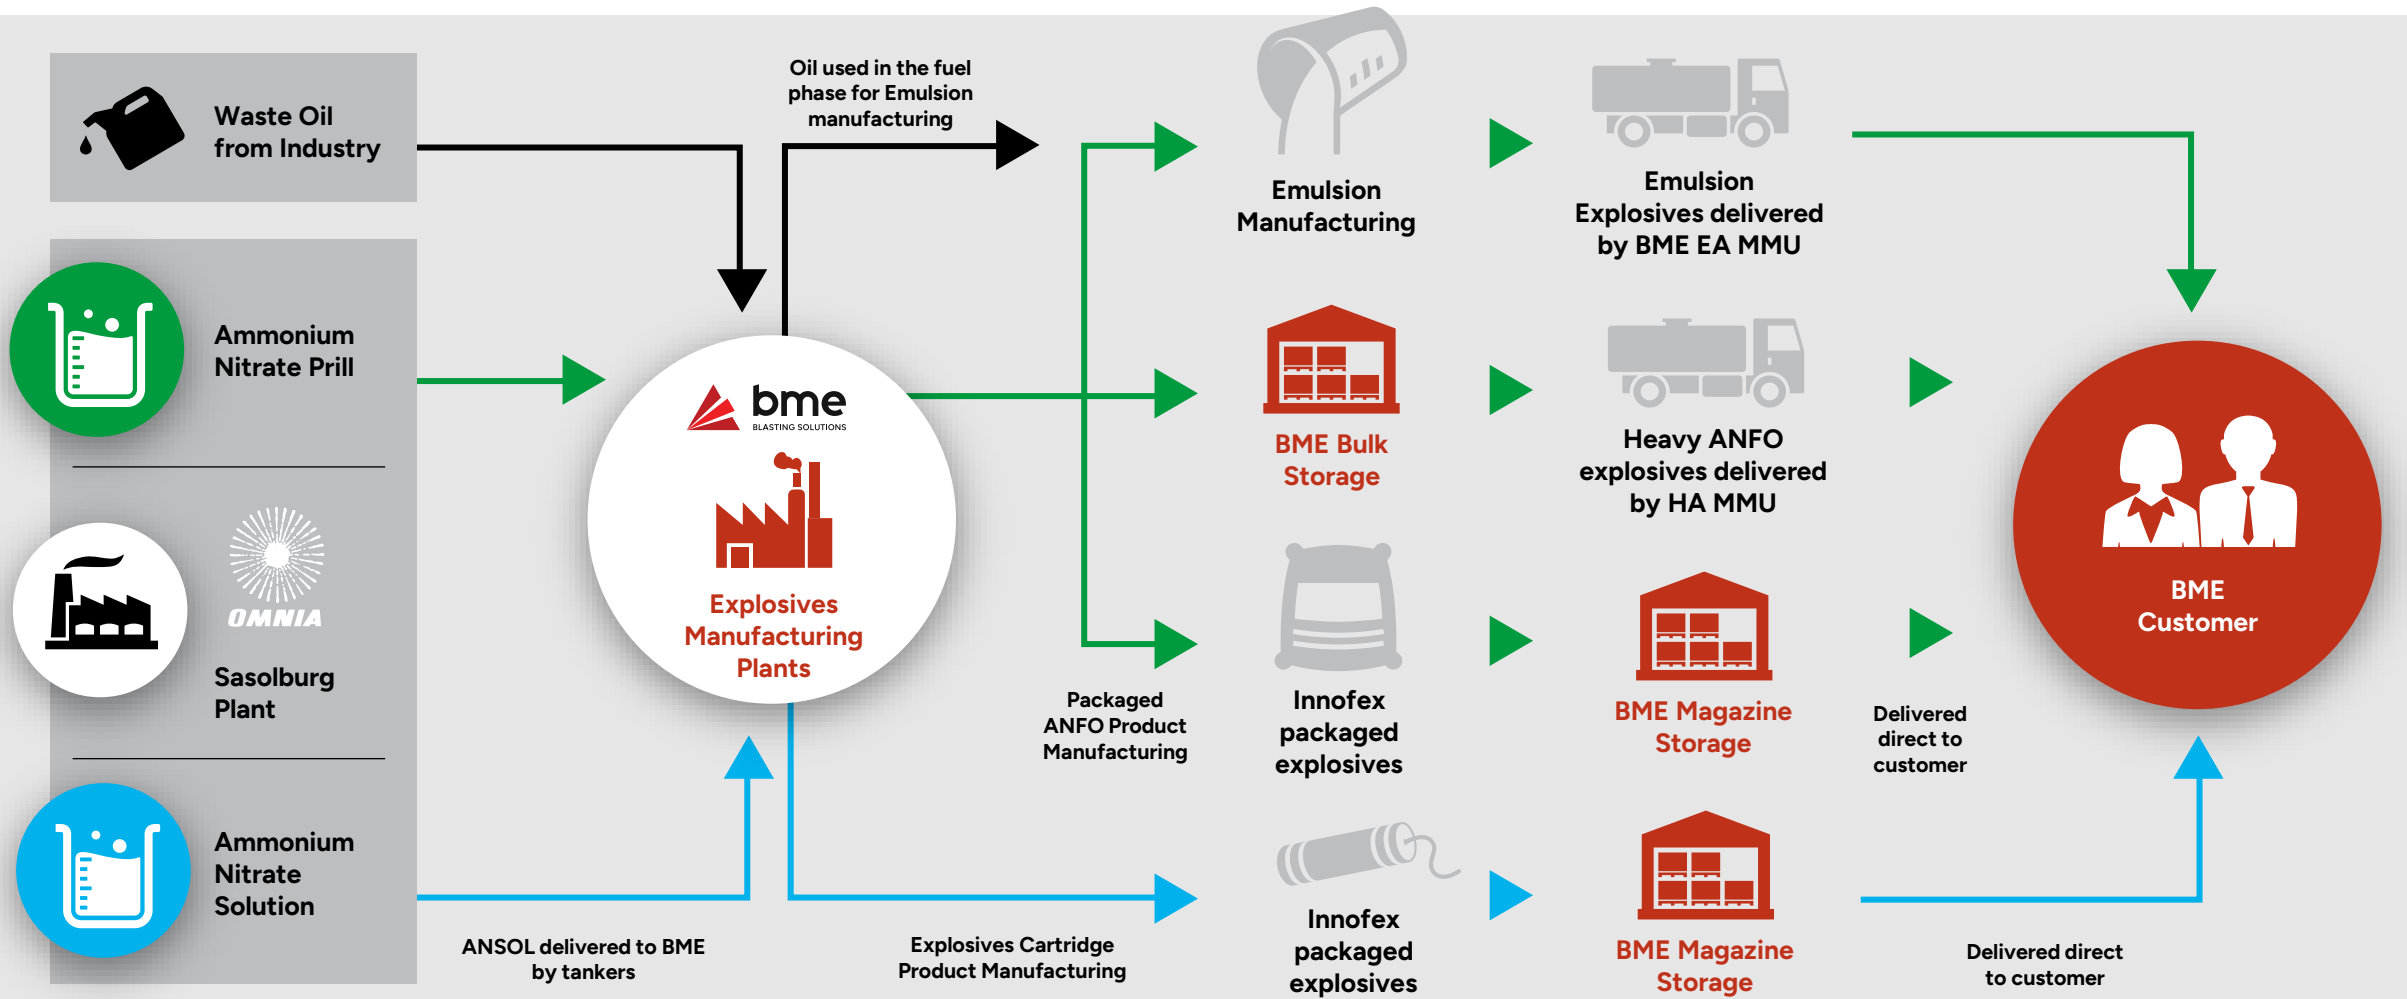 Waste Oil
from Industry
Ammonium
Nitrate Prill
OMNIA
Sasolburg
Plant
Ammonium
Nitrate
Solution
ANSOL delivered to BME
by tankers
Oil used in the fuel
phase for Emulsion
manufacturing
bme
BLASTING SOLUTIONS
Explosives
Manufacturing
Plants
Explosives Cartridge
Product Manufacturing
Packaged
ANFO Product
Manufacturing
Emulsion
Manufacturing
Emulsion
Explosives delivered
by BME EA MMU
BME Bulk
Storage
Heavy ANFO
explosives delivered
by HA MMU
Innofex
packaged
explosives
BME Magazine
Storage
Delivered
direct to
customer
Innofex
packaged
explosives
BME Magazine
Storage
Delivered direct
to customer
BME
Customer